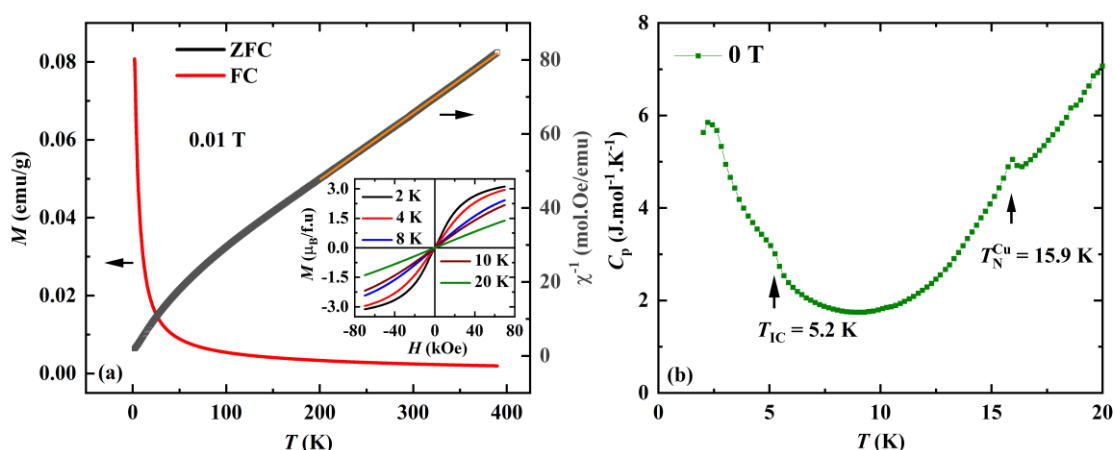 ZFC
FC
0.01 T
M (emu/g)
0.08
0.06
0.04
0.02
0.00
(a)
0 100 200 300 400
T (K)
χ⁻¹ (mol.Oe/emu)
80
60
40
20
0
M (μB/f.u)
3.0
1.5
0.0
-1.5
-3.0
2 K
4 K
8 K
10 K
20 K
-80 -40 0 40 80
H (kOe)
0 T
Cp (J.mol⁻¹.K⁻¹)
8
6
4
2
0
TNCu = 15.9 K
TIC = 5.2 K
(b)
0 5 10 15 20
T (K)